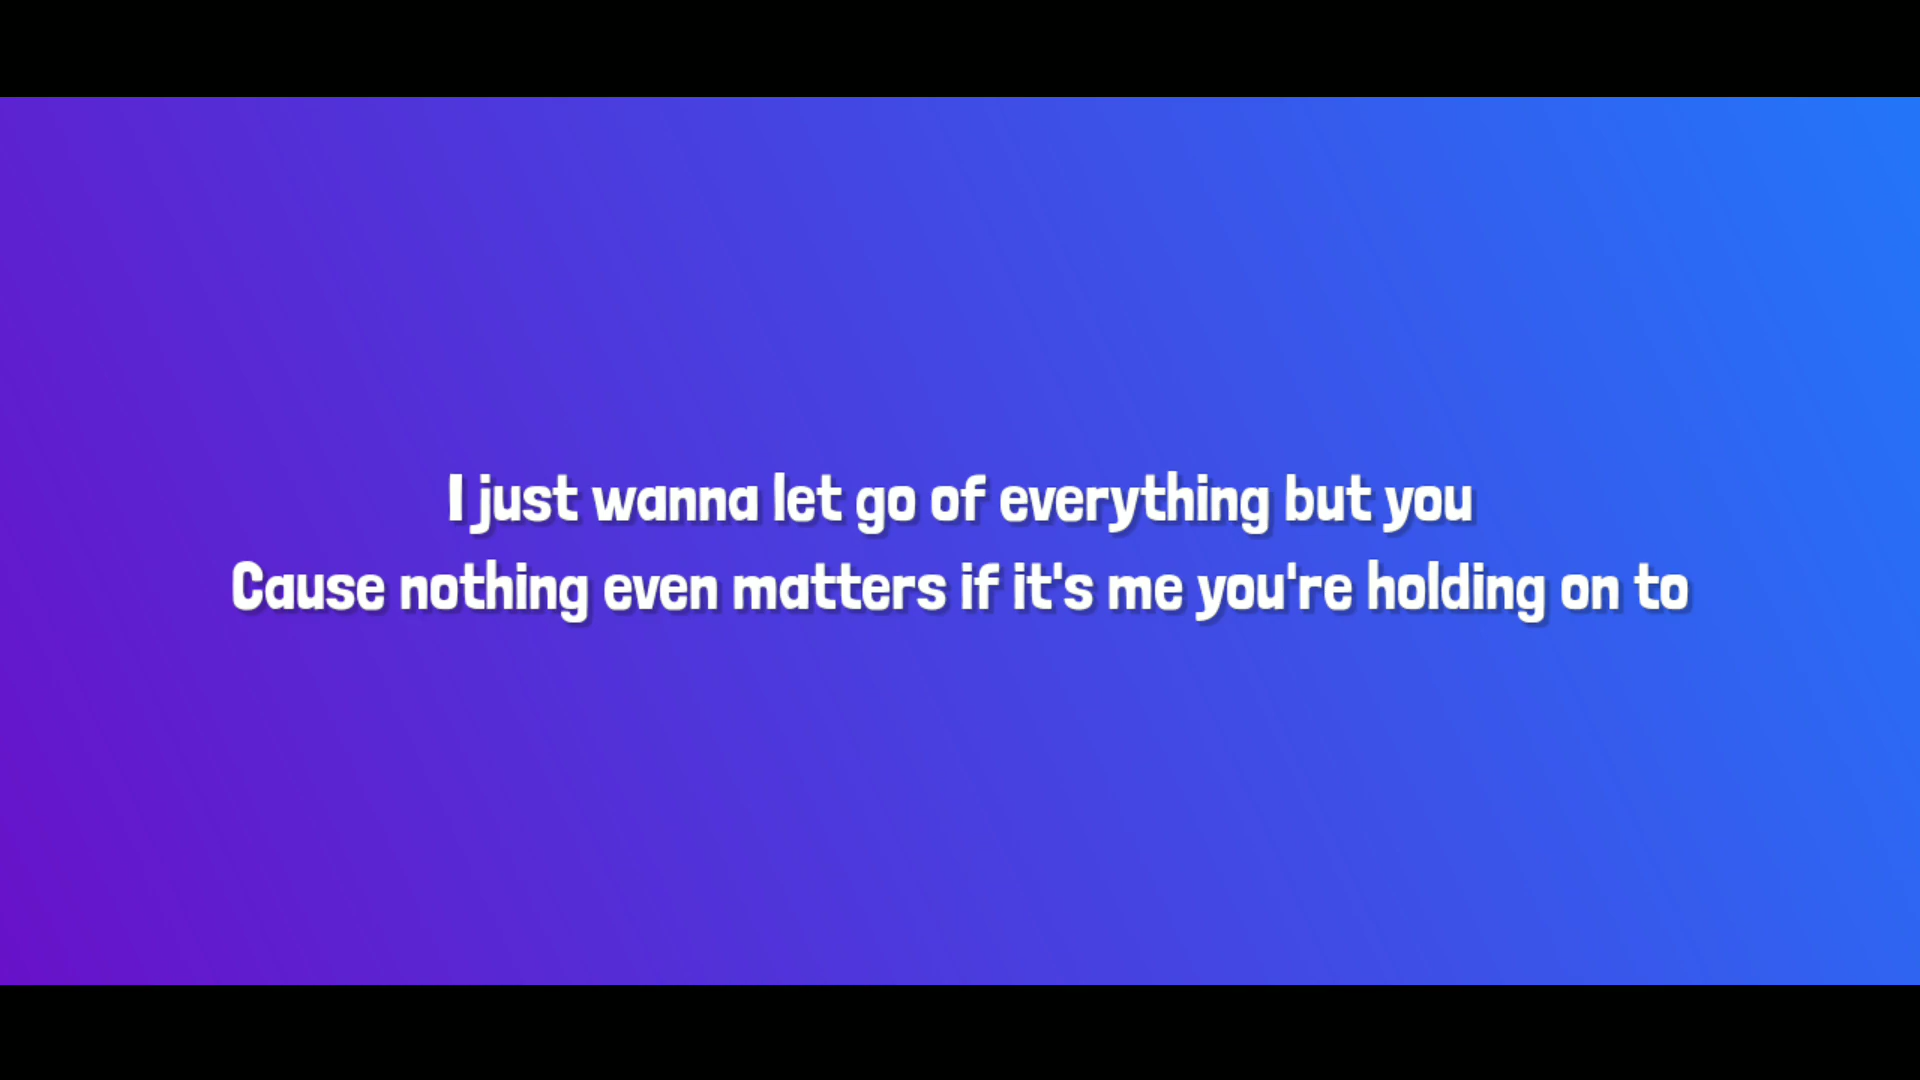 I just wanna let go of everything but you
Cause nothing even matters if it's me you're holding on to